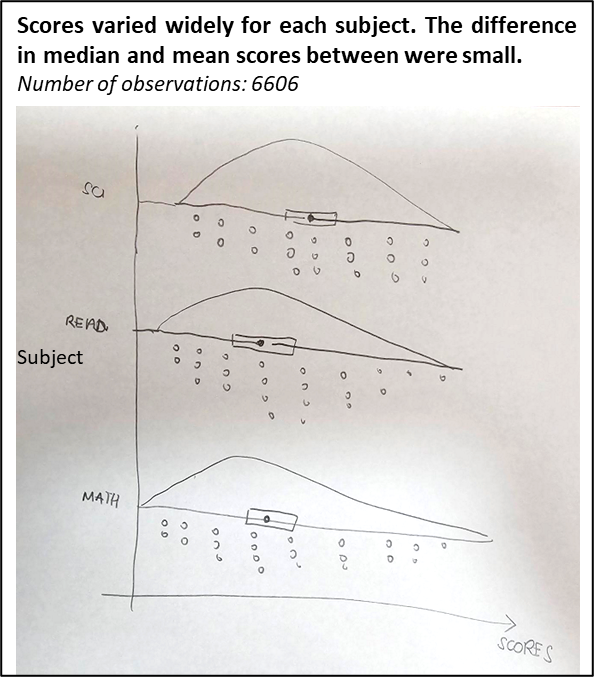 Scores varied widely for each subject. The difference
in median and mean scores between were small.
Number of observations: 6606
SCI
READ.
Subject
MATH
SCORES